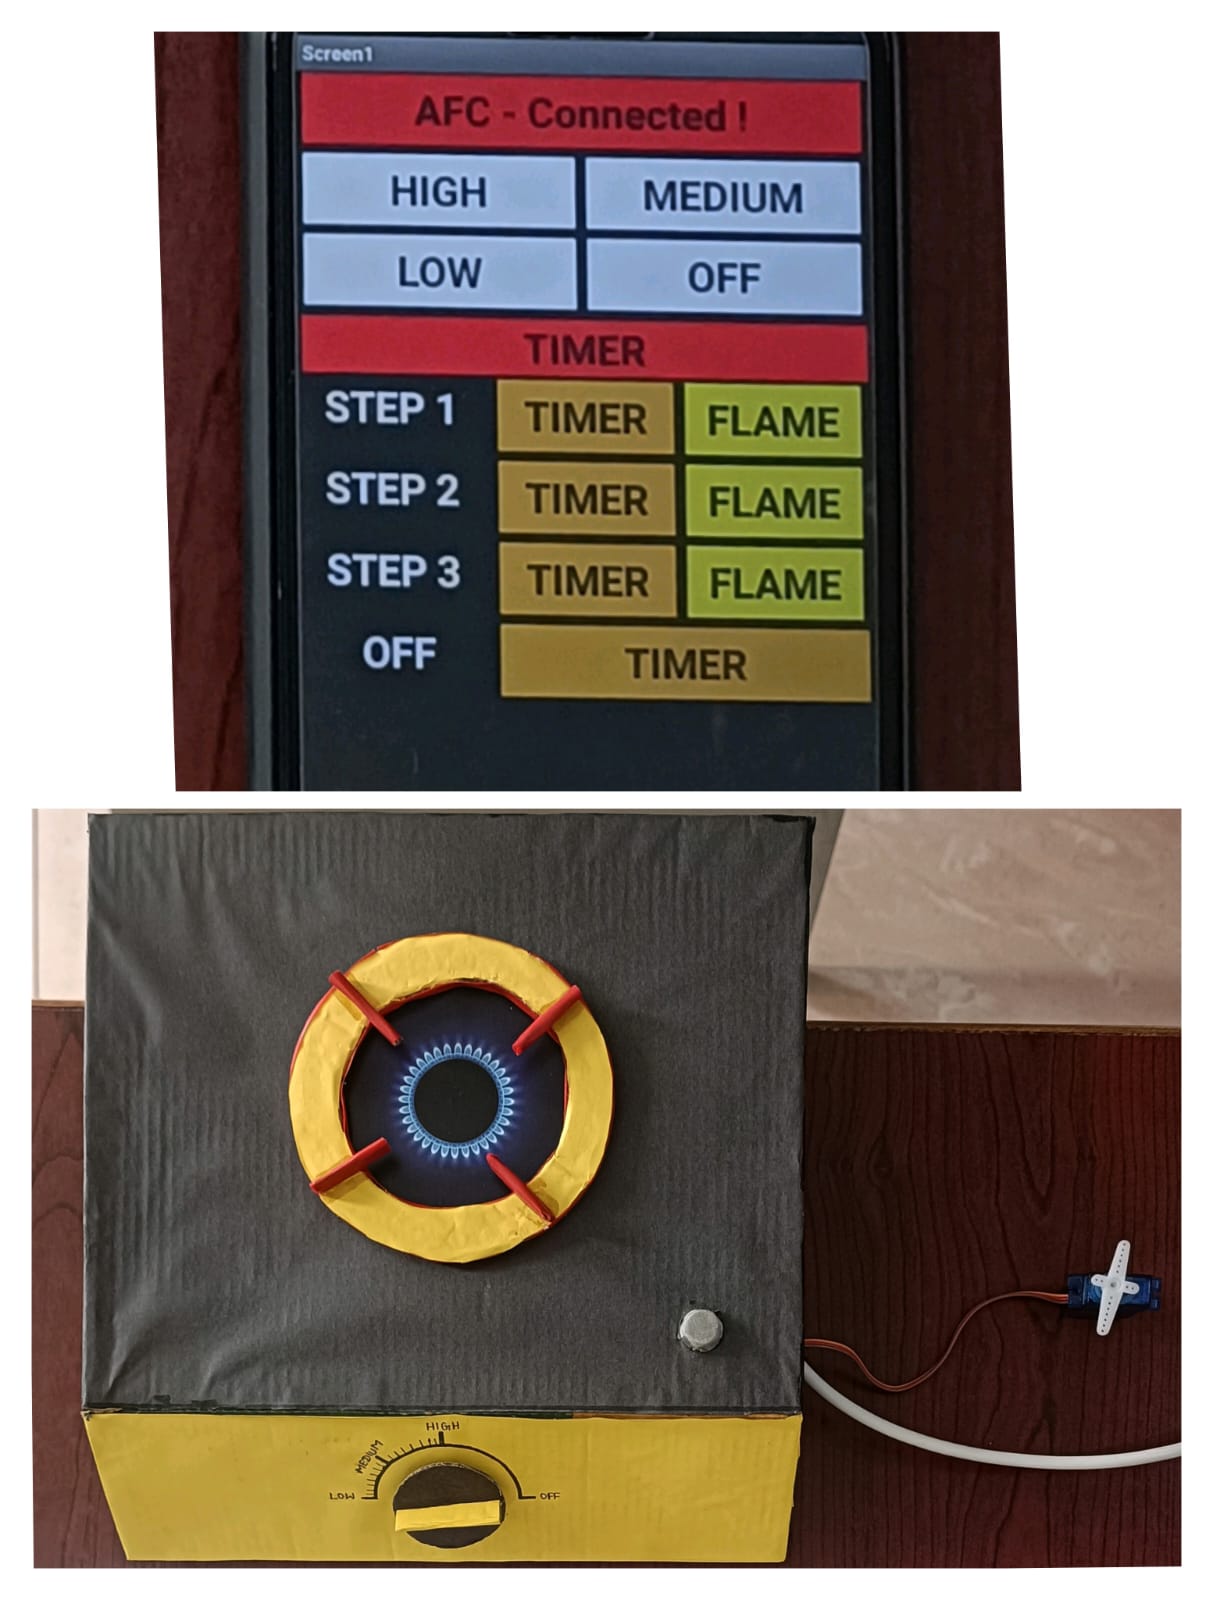 Screen1
AFC - Connected !
HIGH MEDIUM
LOW OFF
TIMER
STEP 1 TIMER FLAME
STEP 2 TIMER FLAME
STEP 3 TIMER FLAME
OFF TIMER
HIGH
MEDIUM
LOW OFF